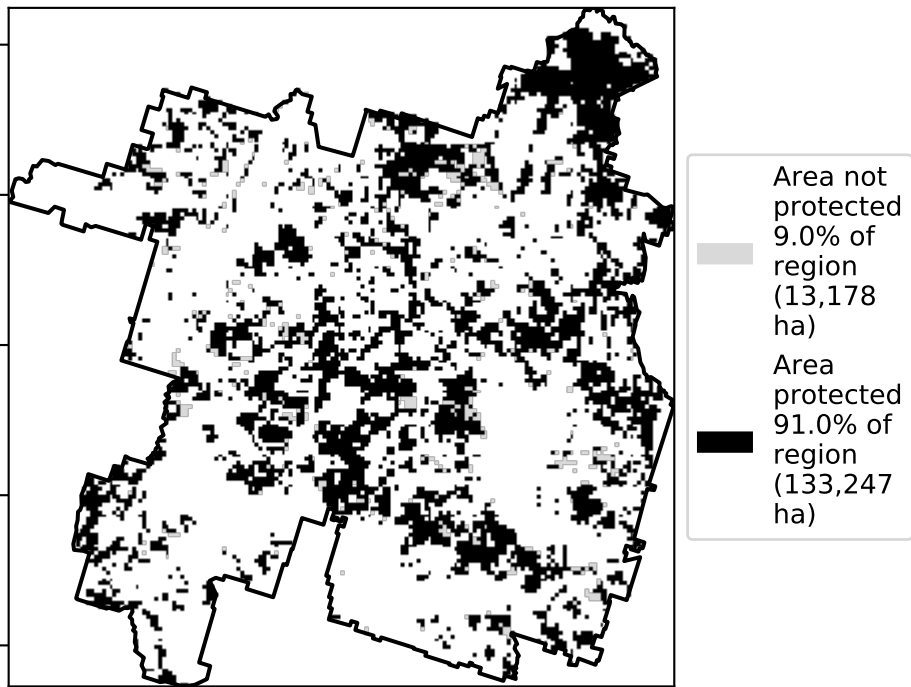 Area not
protected
9.0% of
region
(13,178
ha)
Area
protected
91.0% of
region
(133,247
ha)